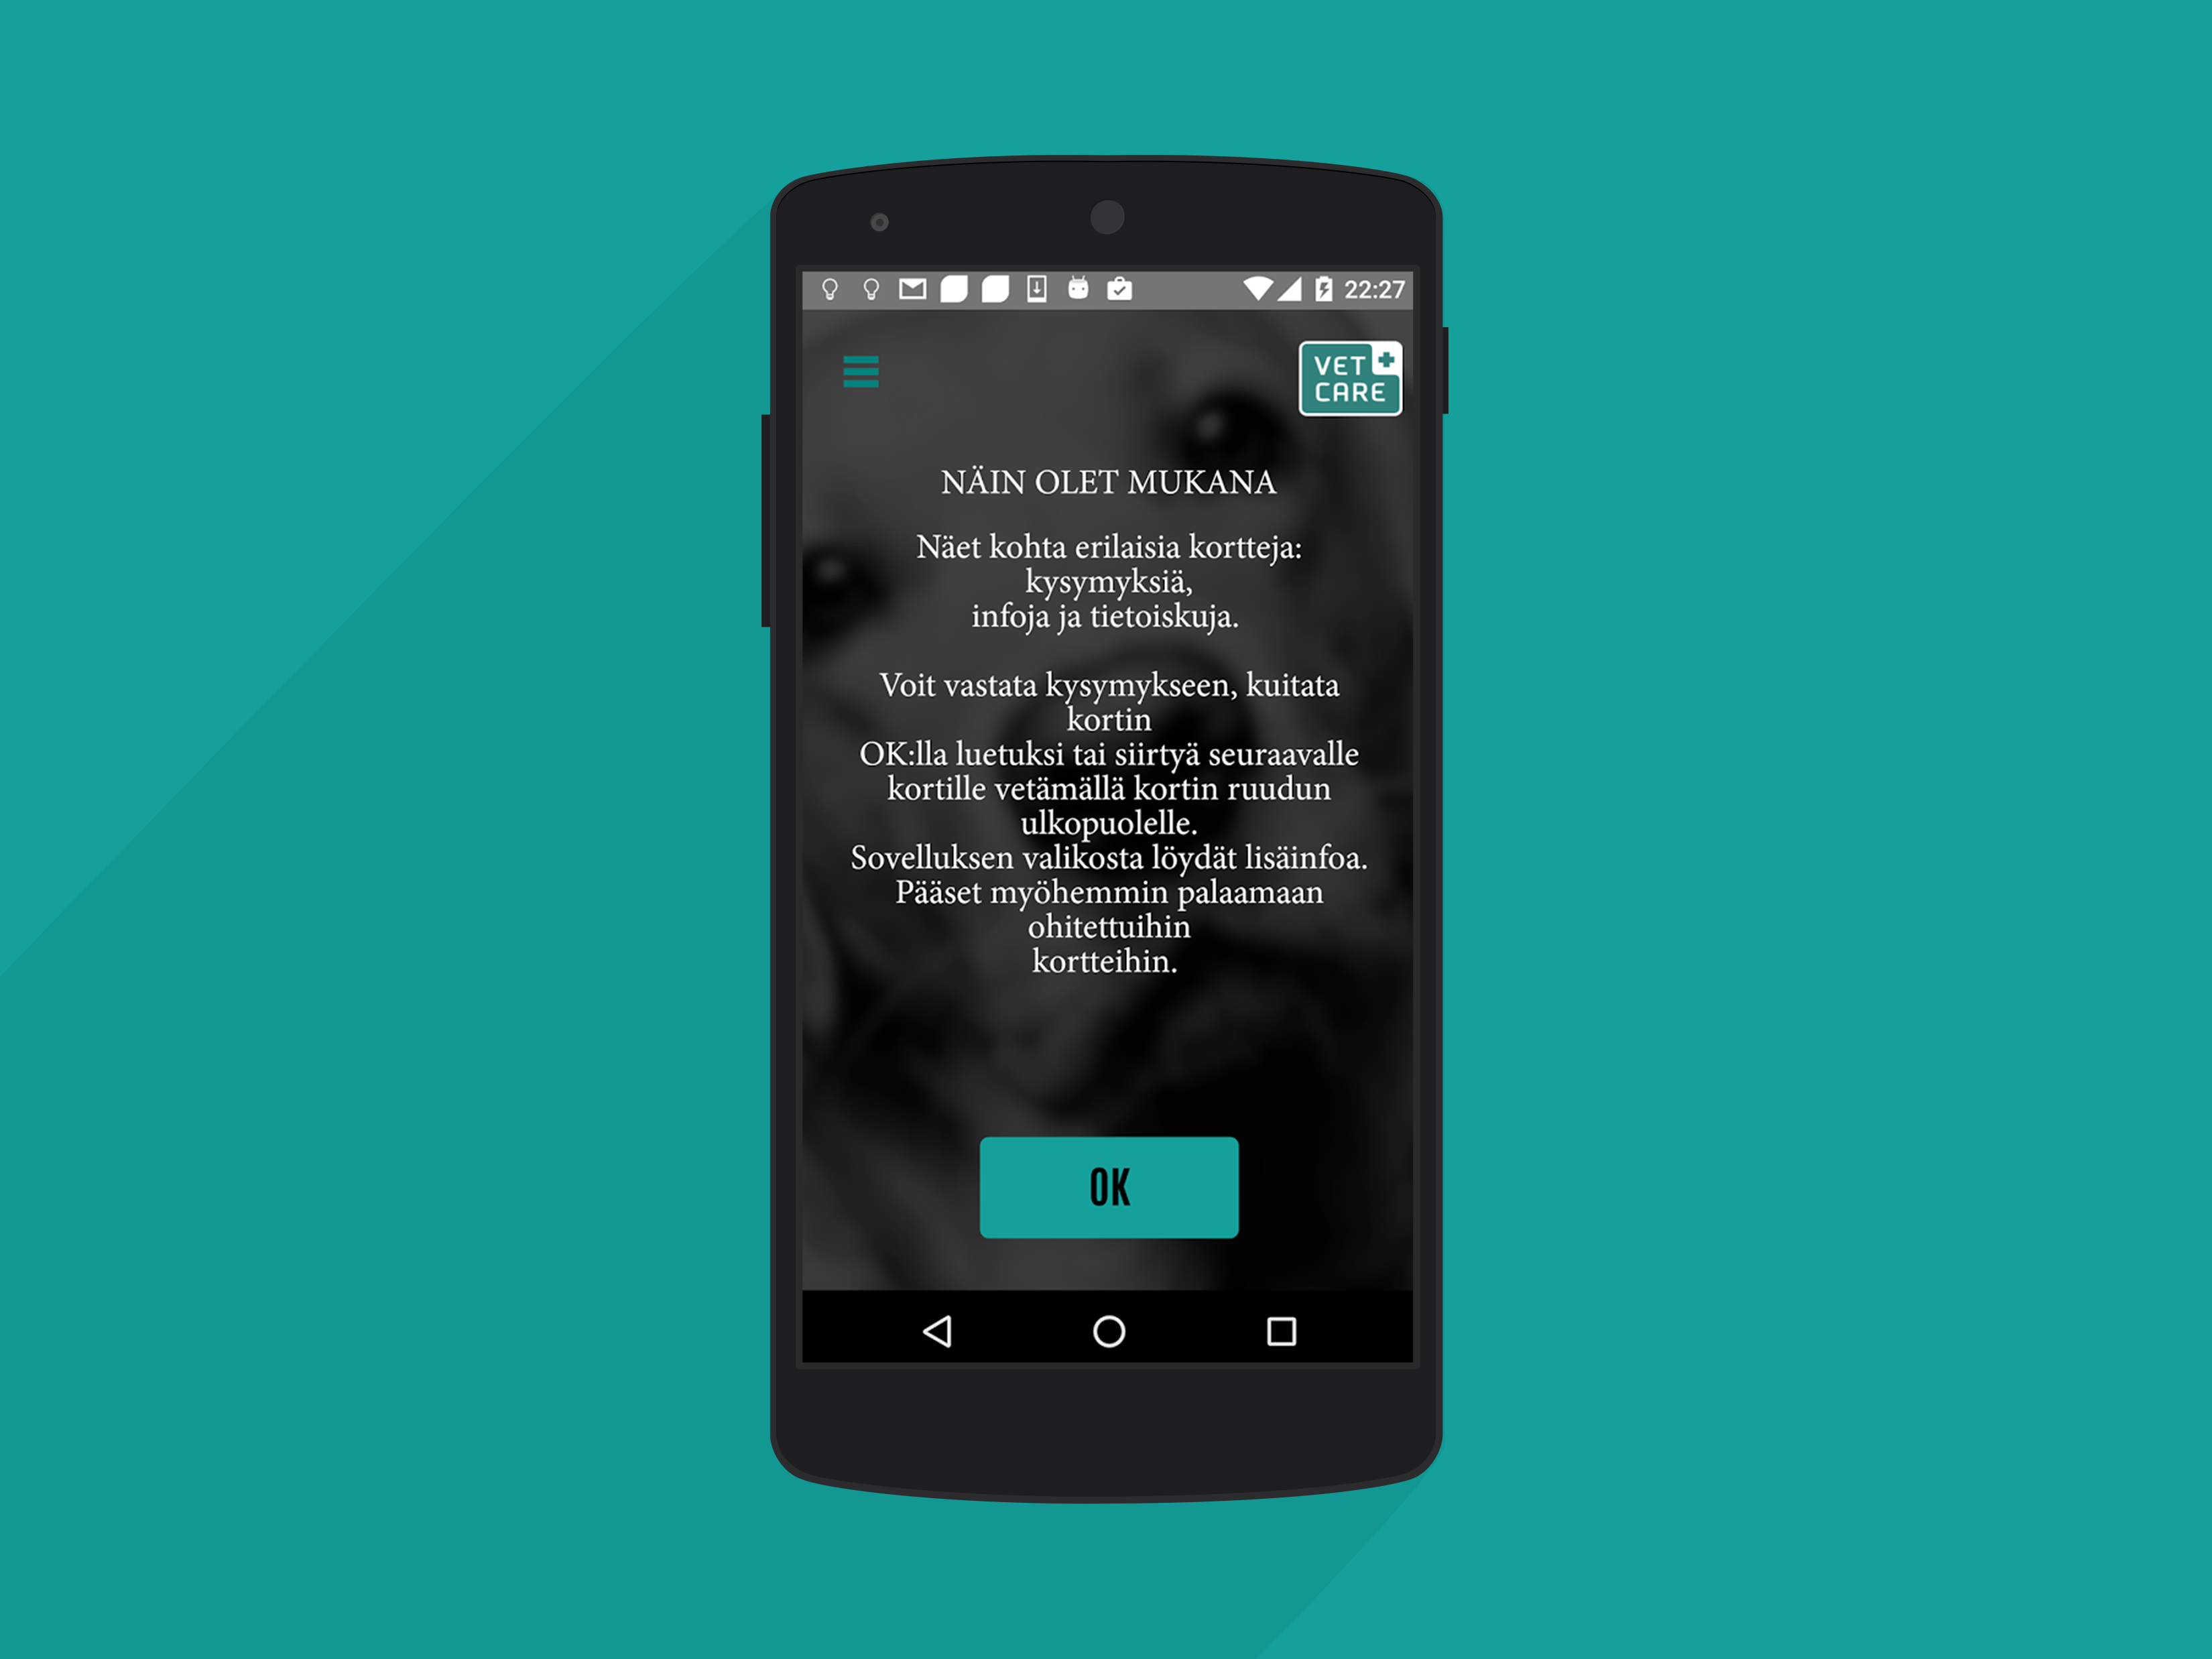 22:27
VET
CARE
NÄIN OLET MUKANA
Näet kohta erilaisia kortteja:
kysymyksiä,
infoja ja tietoiskuja.
Voit vastata kysymykseen, kuitata
kortin
OK:lla luetuksi tai siirtyä seuraavalle
kortille vetämällä kortin ruudun
ulkopuolelle.
Sovelluksen valikosta löydät lisäinfoa.
Pääset myöhemmin palaamaan
ohitettuihin
kortteihin.
OK